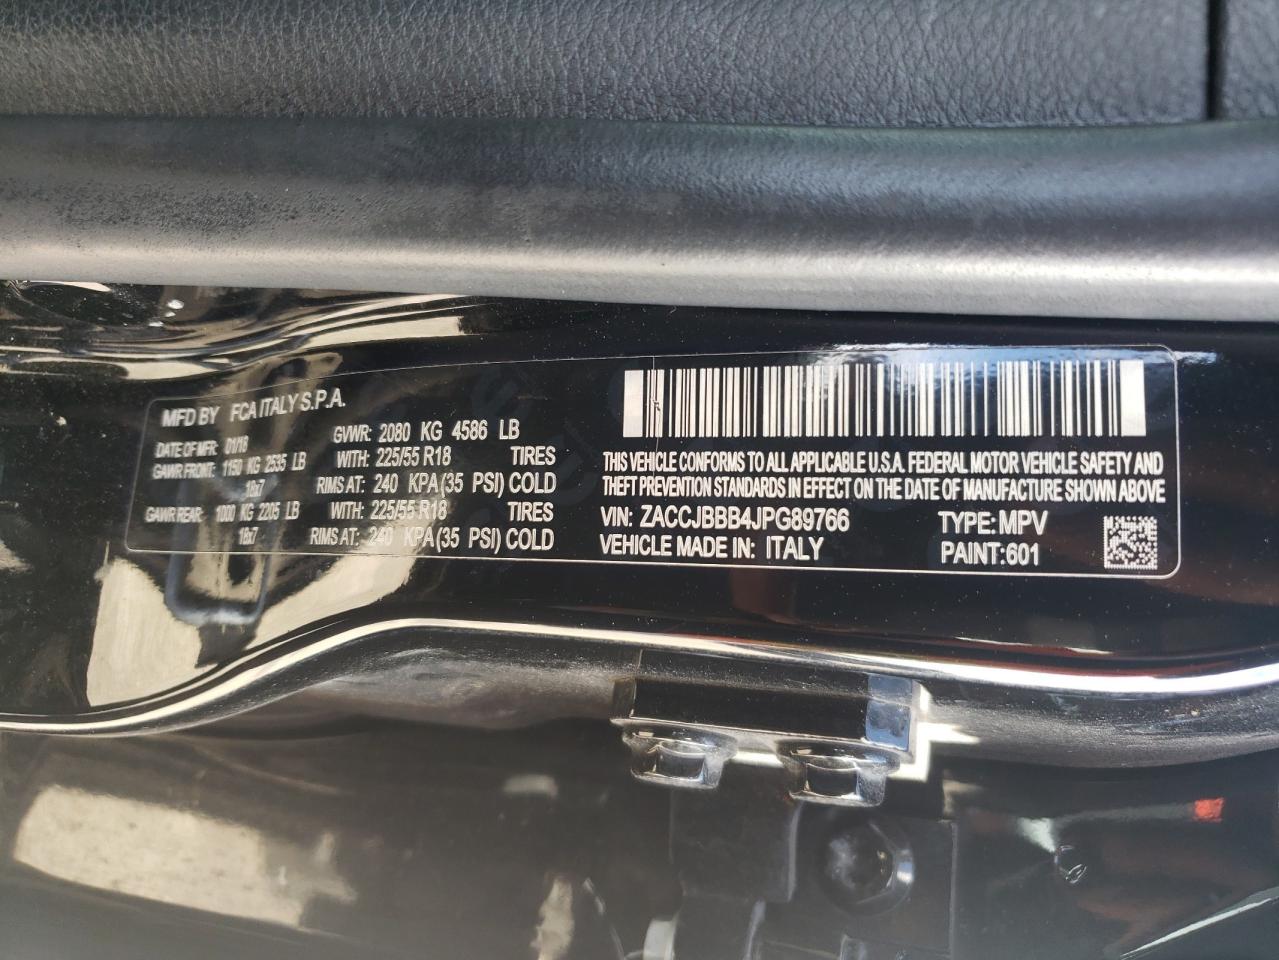 MFD BY FCA ITALY S.P.A.
DATE OF MFR: 01/18 GVWR: 2080 KG 4586 LB
GAWR FRONT: 1150 KG 2535 LB WITH: 225/55 R18 TIRES
18x7 RIMS AT: 240 KPA(35 PSI) COLD
GAWR REAR: 1000 KG 2205 LB WITH: 225/55 R18 TIRES
18x7 RIMS AT: 240 KPA(35 PSI) COLD
THIS VEHICLE CONFORMS TO ALL APPLICABLE U.S.A. FEDERAL MOTOR VEHICLE SAFETY AND
THEFT PREVENTION STANDARDS IN EFFECT ON THE DATE OF MANUFACTURE SHOWN ABOVE
VIN: ZACCJBBB4JPG89766 TYPE: MPV
VEHICLE MADE IN: ITALY PAINT:601